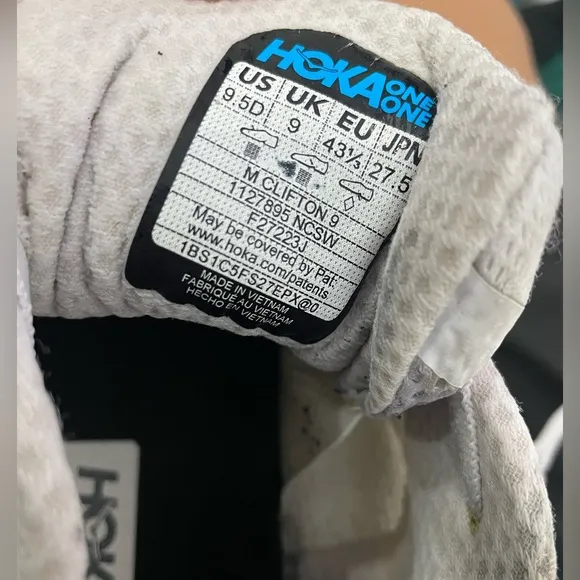 HOKA ONE ONE
US UK EU JPN
9.5D 9 43⅓ 27.5
M CLIFTON 9
1127895 NCSW
F27223J
May be covered by Pat:
www.hoka.com/patents
1BS1C5FS27EPX@0
MADE IN VIETNAM
FABRIQUÉ AU VIETNAM
HECHO EN VIETNAM
HOK